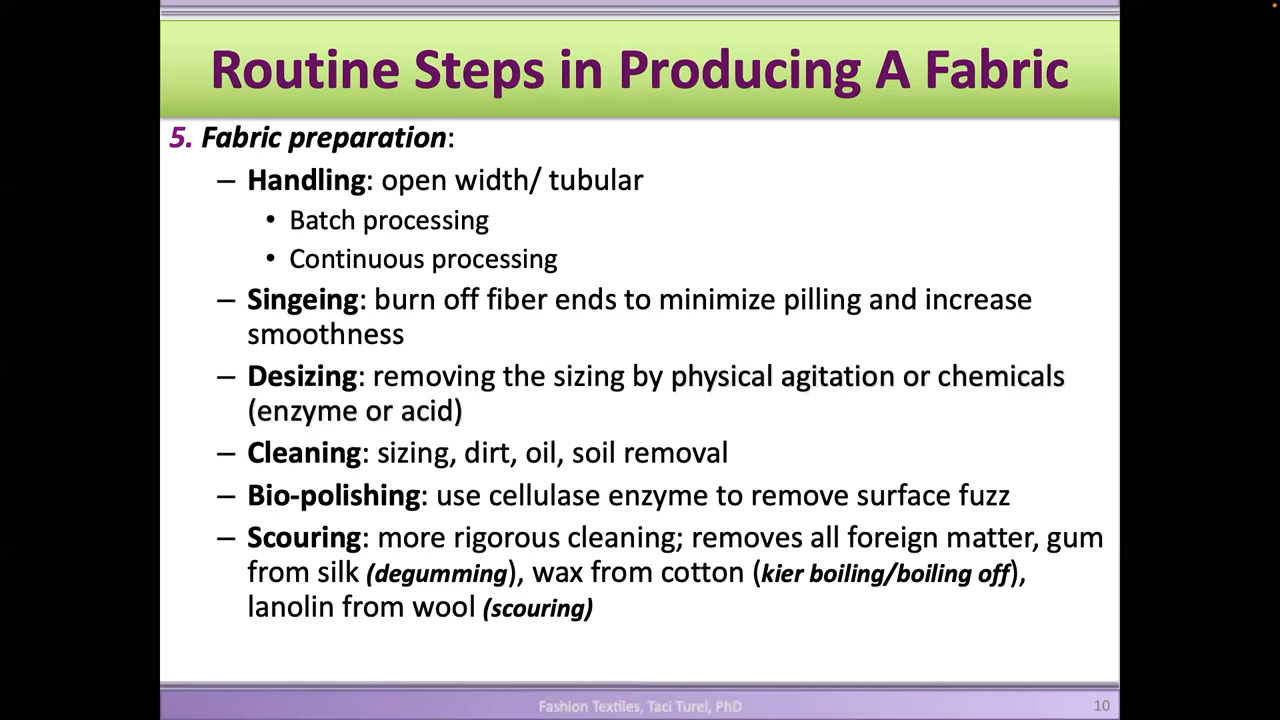 Routine Steps in Producing A Fabric
5. Fabric preparation:
– Handling: open width/ tubular
• Batch processing
• Continuous processing
– Singeing: burn off fiber ends to minimize pilling and increase
smoothness
– Desizing: removing the sizing by physical agitation or chemicals
(enzyme or acid)
– Cleaning: sizing, dirt, oil, soil removal
– Bio-polishing: use cellulase enzyme to remove surface fuzz
– Scouring: more rigorous cleaning; removes all foreign matter, gum
from silk (degumming), wax from cotton (kier boiling/boiling off),
lanolin from wool (scouring)
Fashion Textiles, Taci Turel, PhD
10